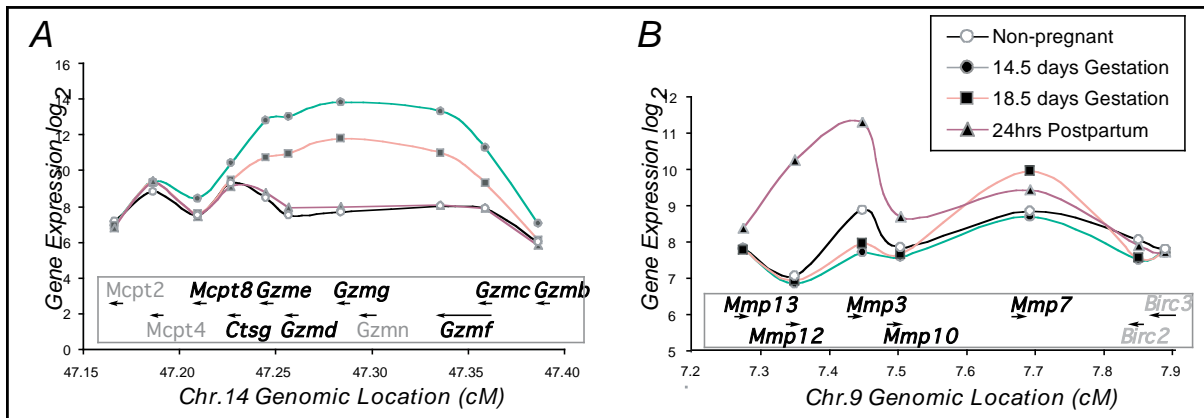 A
B
Non-pregnant
14.5 days Gestation
18.5 days Gestation
24hrs Postpartum
Gene Expression log 2
16
14
12
10
8
6
4
2
0
Mcpt2 Mcpt8 Gzme Gzmg Gzmc Gzmb
Mcpt4 Ctsg Gzmd Gzmn Gzmf
47.15 47.20 47.25 47.30 47.35 47.40
Chr.14 Genomic Location (cM)
Gene Expression log 2
12
11
10
9
8
7
6
5
Mmp13 Mmp3 Mmp7 Birc3
Mmp12 Mmp10 Birc2
7.2 7.3 7.4 7.5 7.6 7.7 7.8 7.9
Chr.9 Genomic Location (cM)